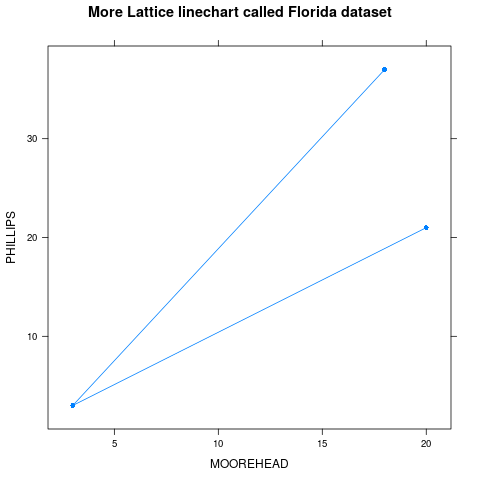 More Lattice linechart called Florida dataset
30
20
10
PHILLIPS
5 10 15 20
MOOREHEAD